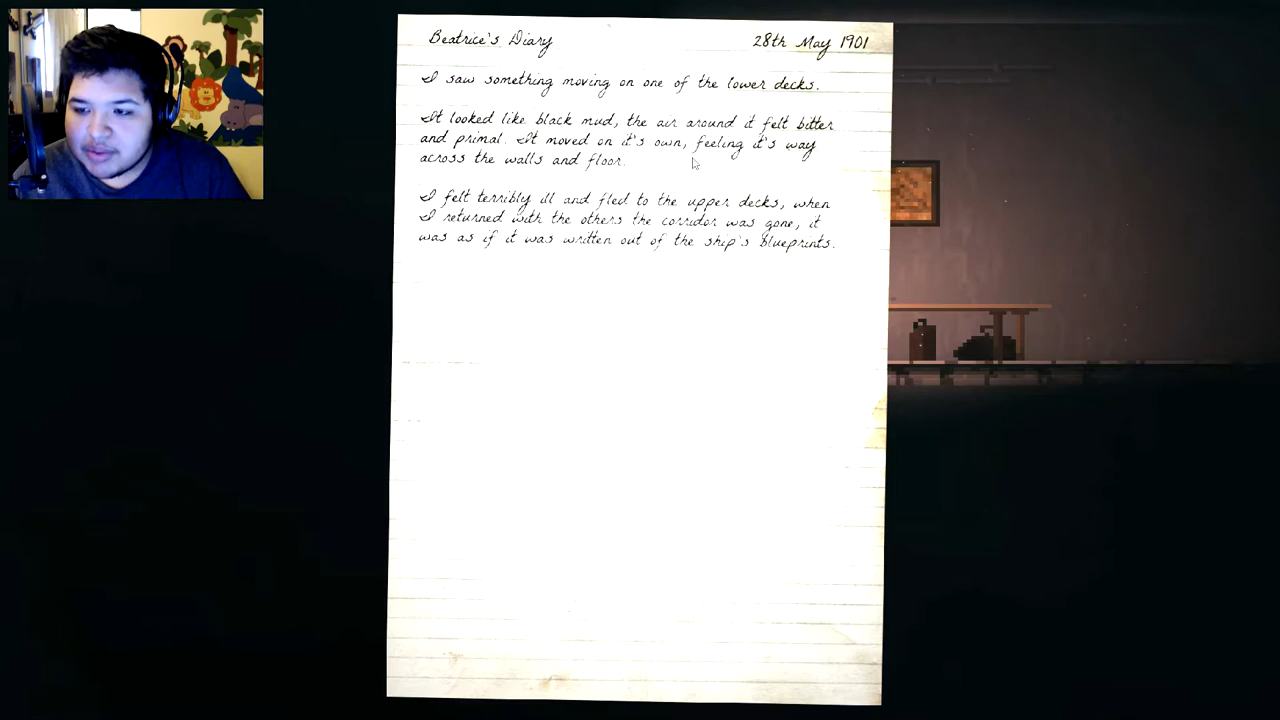 Beatrice's Diary
28th May 1901
I saw something moving on one of the lower decks.
It looked like black mud, the air around it felt bitter
and primal. It moved on it's own, feeling it's way
across the walls and floor.
I felt terribly ill and fled to the upper decks, when
I returned with the others the corridor was gone, it
was as if it was written out of the ship's blueprints.